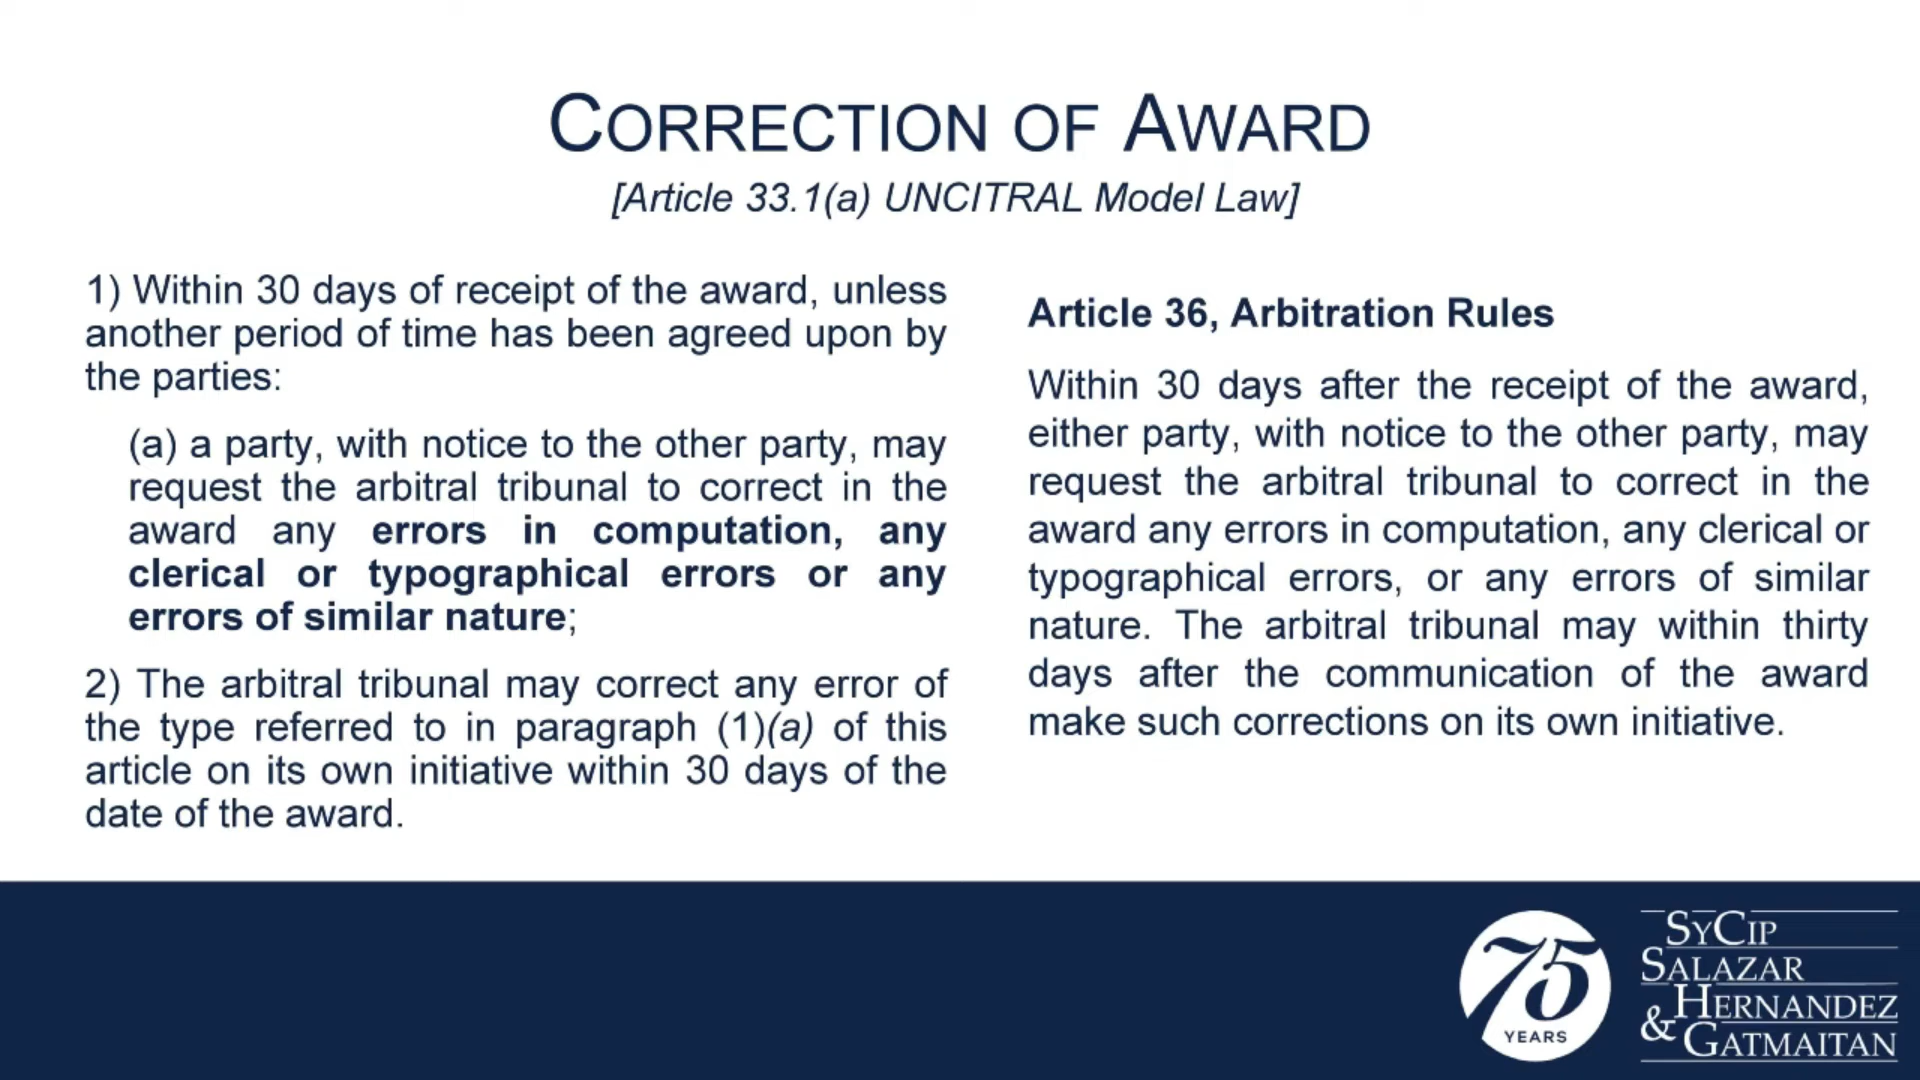 CORRECTION OF AWARD
[Article 33.1(a) UNCITRAL Model Law]
1) Within 30 days of receipt of the award, unless
another period of time has been agreed upon by
the parties:
(a) a party, with notice to the other party, may
request the arbitral tribunal to correct in the
award any errors in computation, any
clerical or typographical errors or any
errors of similar nature;
2) The arbitral tribunal may correct any error of
the type referred to in paragraph (1)(a) of this
article on its own initiative within 30 days of the
date of the award.
Article 36, Arbitration Rules
Within 30 days after the receipt of the award,
either party, with notice to the other party, may
request the arbitral tribunal to correct in the
award any errors in computation, any clerical or
typographical errors, or any errors of similar
nature. The arbitral tribunal may within thirty
days after the communication of the award
make such corrections on its own initiative.
75
YEARS
SYCIP
SALAZAR
HERNANDEZ
& GATMAITAN